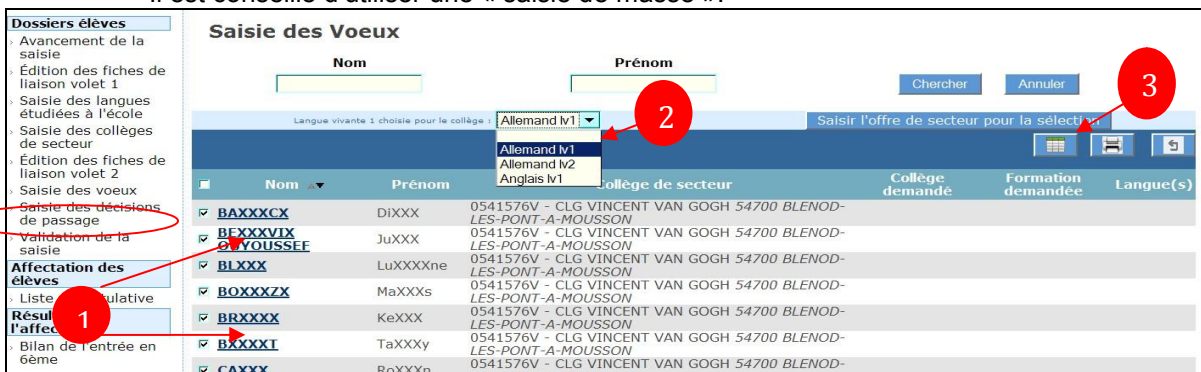 Il est conseillé d'utiliser une « saisie de masse ».
Dossiers élèves
Avancement de la
saisie
Édition des fiches de
liaison volet 1
Saisie des langues
étudiées à l'école
Saisie des collèges
de secteur
Édition des fiches de
liaison volet 2
Saisie des voeux
Saisie des décisions
de passage
Validation de la
saisie
Affectation des
élèves
Liste
Bilan de l'entrée en
6ème
Saisie des Voeux
Nom Prénom
Chercher Annuler
Langue vivante 1 choisie pour le collège : Allemand lv1
Saisir l'offre de secteur pour la sélection
Allemand lv1
Allemand lv2
Anglais lv1
Nom Prénom Collège de secteur Collège demandé Formation demandée Langue(s)
BAXXXCX DiXXX 0541576V - CLG VINCENT VAN GOGH 54700 BLENOD-
LES-PONT-A-MOUSSON
BEXXXVIX JuXXX 0541576V - CLG VINCENT VAN GOGH 54700 BLENOD-
LES-PONT-A-MOUSSON
BLXXX LuXXXXne 0541576V - CLG VINCENT VAN GOGH 54700 BLENOD-
LES-PONT-A-MOUSSON
BOXXXZX MaXXXs 0541576V - CLG VINCENT VAN GOGH 54700 BLENOD-
LES-PONT-A-MOUSSON
BRXXXX KeXXX 0541576V - CLG VINCENT VAN GOGH 54700 BLENOD-
LES-PONT-A-MOUSSON
BXXXXT TaXXXy 0541576V - CLG VINCENT VAN GOGH 54700 BLENOD-
LES-PONT-A-MOUSSON
CAXXX RoXXXn 0541576V - CLG VINCENT VAN GOGH 54700 BLENOD-
1
2
3